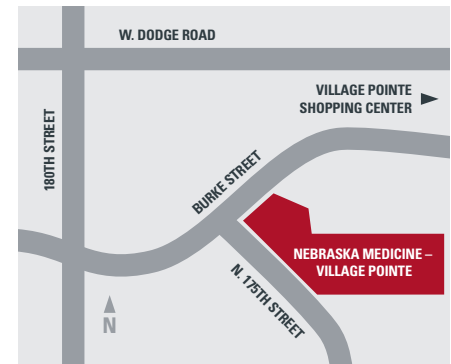 W. DODGE ROAD
VILLAGE POINTE
SHOPPING CENTER
180TH STREET
BURKE STREET
NEBRASKA MEDICINE –
VILLAGE POINTE
N. 175TH STREET
N